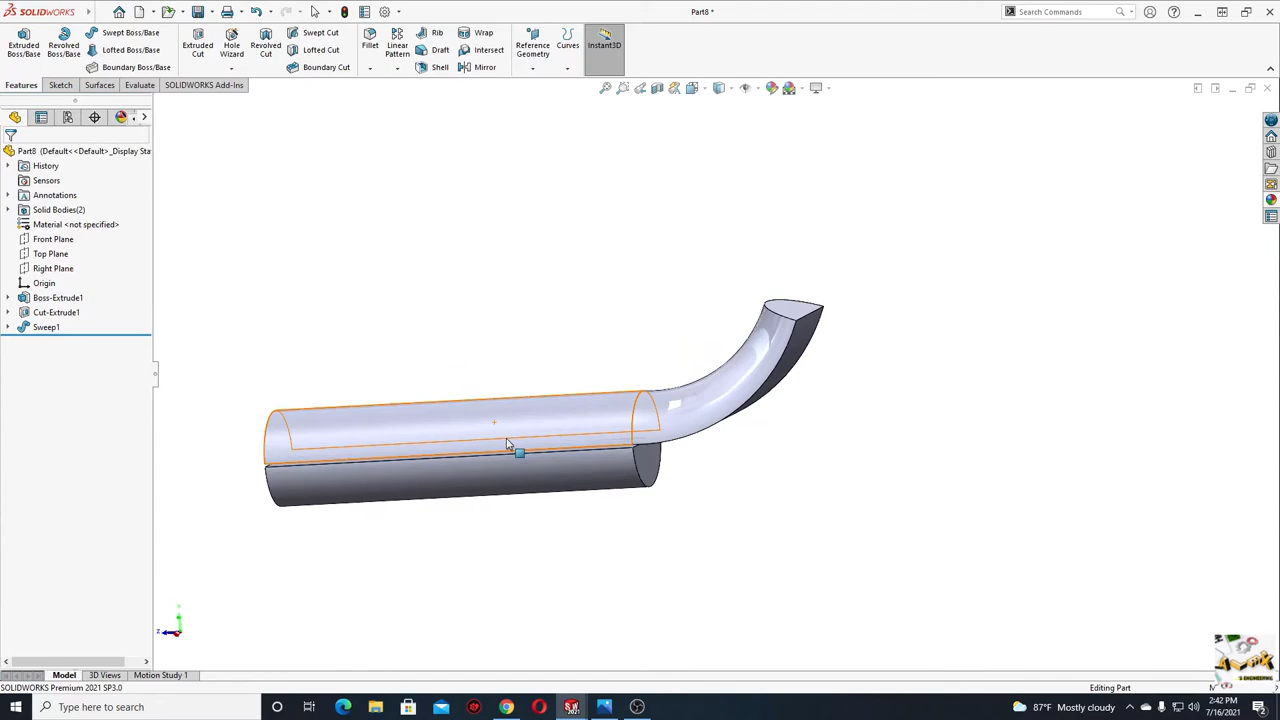 SOLIDWORKS
Part8 *
Search Commands
Extruded Boss/Base
Revolved Boss/Base
Swept Boss/Base
Lofted Boss/Base
Boundary Boss/Base
Extruded Cut
Hole Wizard
Revolved Cut
Swept Cut
Lofted Cut
Boundary Cut
Fillet
Linear Pattern
Rib
Draft
Shell
Wrap
Intersect
Mirror
Reference Geometry
Curves
Instant3D
Features
Sketch
Surfaces
Evaluate
SOLIDWORKS Add-Ins
Part8 (Default<<Default>_Display Sta
History
Sensors
Annotations
Solid Bodies(2)
Material <not specified>
Front Plane
Top Plane
Right Plane
Origin
Boss-Extrude1
Cut-Extrude1
Sweep1
Y
Z
Model
3D Views
Motion Study 1
SOLIDWORKS Premium 2021 SP3.0
Editing Part
Type here to search
87°F Mostly cloudy
2:42 PM
7/16/2021